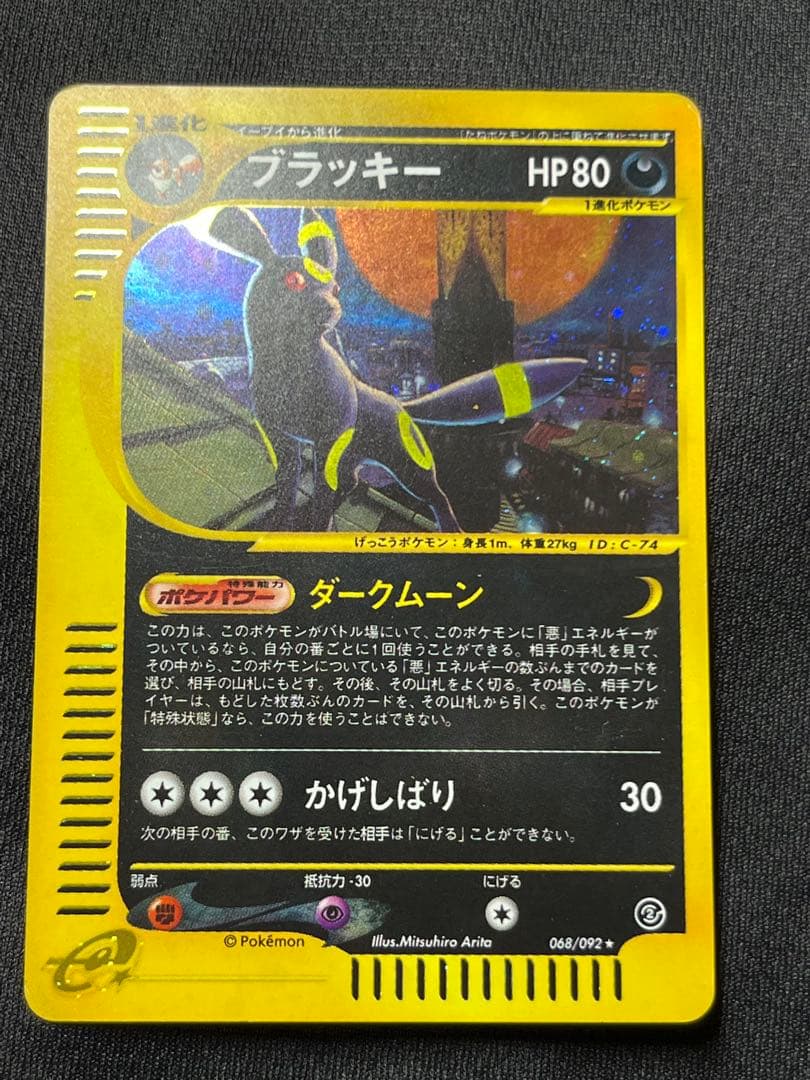 1進化
イーブイから進化
「たねポケモン」の上に重ねて進化させます
ブラッキー
HP80
1進化ポケモン
げっこうポケモン：身長1m、体重27kg ID：C-74
特殊能力
ポケパワー
ダークムーン
この力は、このポケモンがバトル場にいて、このポケモンに「悪」エネルギーが
ついているなら、自分の番ごとに1回使うことができる。相手の手札を見て、
その中から、このポケモンについている「悪」エネルギーの数ぶんまでのカードを
選び、相手の山札にもどす。その後、その山札をよく切る。その場合、相手プレ
イヤーは、もどした枚数ぶんのカードを、その山札から引く。このポケモンが
「特殊状態」なら、この力を使うことはできない。
かげしばり
30
次の相手の番、このワザを受けた相手は「にげる」ことができない。
弱点
抵抗力-30
にげる
2
©Pokémon
Illus.Mitsuhiro Arita
068/092★
e